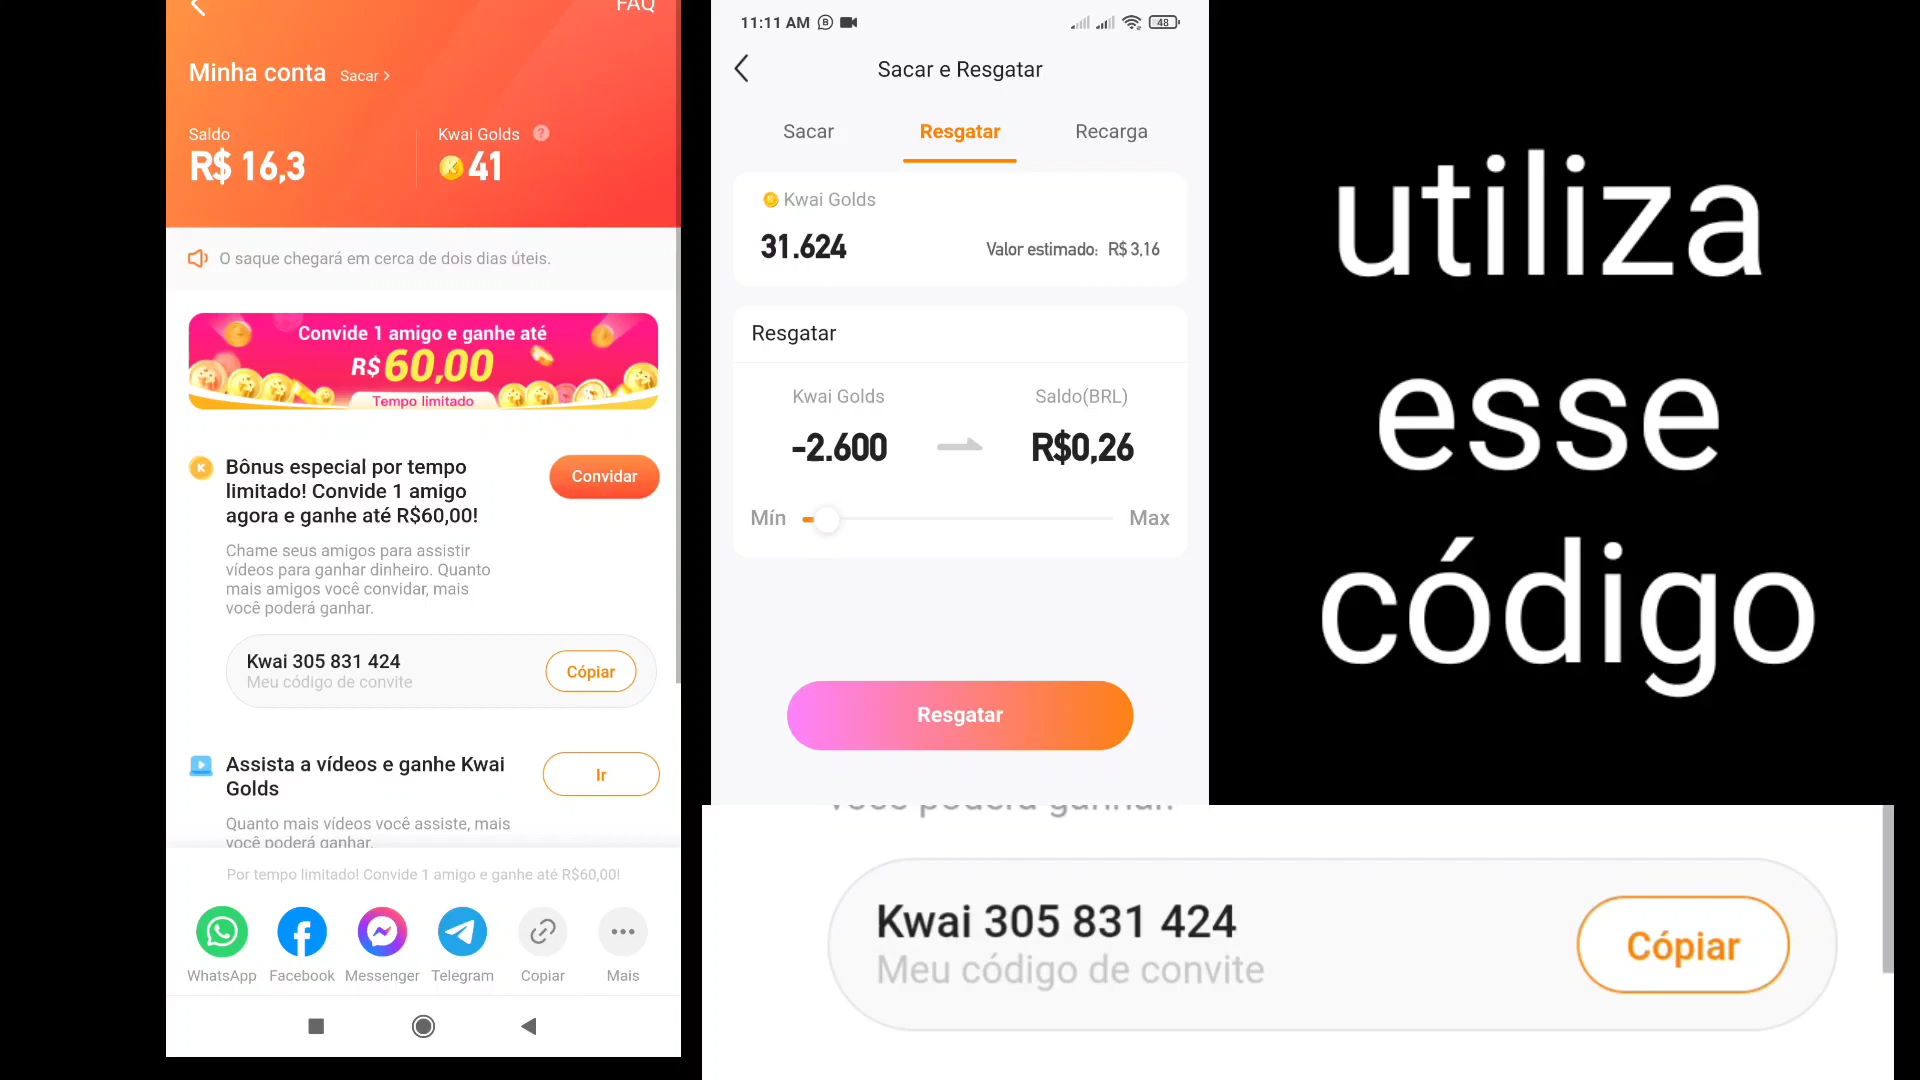 FAQ
Minha conta Sacar >
Saldo
R$ 16,3
Kwai Golds ?
41
O saque chegará em cerca de dois dias úteis.
Convide 1 amigo e ganhe até
R$ 60,00
Tempo limitado
Bônus especial por tempo
limitado! Convide 1 amigo
agora e ganhe até R$60,00!
Convidar
Chame seus amigos para assistir
vídeos para ganhar dinheiro. Quanto
mais amigos você convidar, mais
você poderá ganhar.
Kwai 305 831 424
Meu código de convite
Cópiar
Assista a vídeos e ganhe Kwai
Golds
Ir
Quanto mais vídeos você assiste, mais
você poderá ganhar.
Por tempo limitado! Convide 1 amigo e ganhe até R$60,00!
WhatsApp Facebook Messenger Telegram Copiar Mais
11:11 AM
48
Sacar e Resgatar
Sacar Resgatar Recarga
Kwai Golds
31.624
Valor estimado: R$ 3,16
Resgatar
Kwai Golds Saldo(BRL)
-2.600 R$0,26
Mín Max
Resgatar
utiliza
esse
código
você poderá ganhar.
Kwai 305 831 424
Meu código de convite
Cópiar